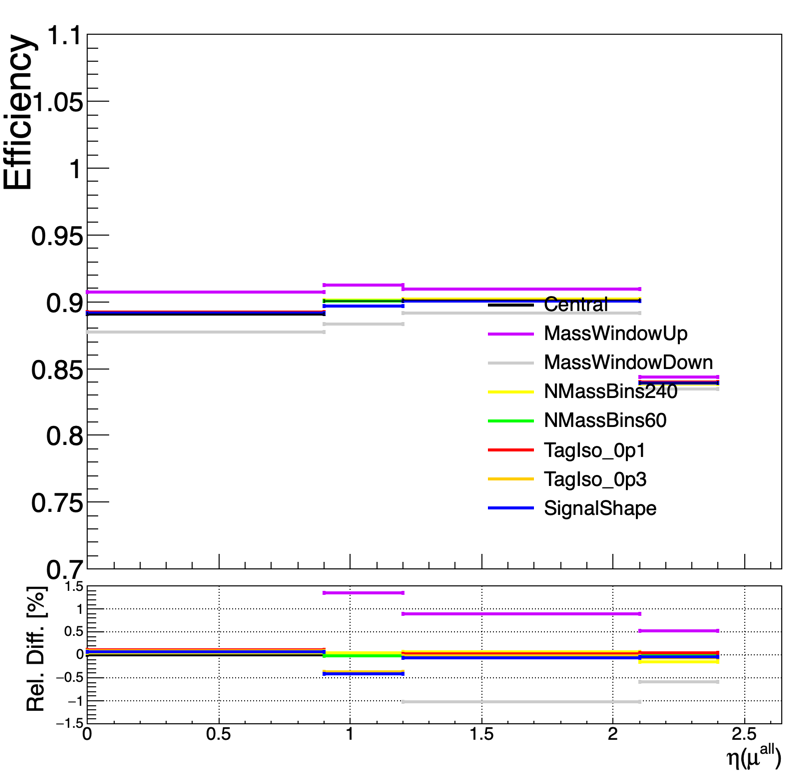 Efficiency
1.1
1.05
1
0.95
0.9
0.85
0.8
0.75
0.7
Central
MassWindowUp
MassWindowDown
NMassBins240
NMassBins60
TagIso_0p1
TagIso_0p3
SignalShape
Rel. Diff. [%]
1.5
1
0.5
0
−0.5
−1
−1.5
0 0.5 1 1.5 2 2.5
η(μ^all)